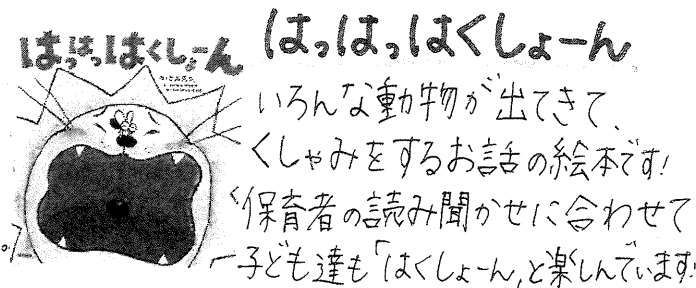 はっはっはくしょーん
はっはっはくしょーん
いろんな動物が出てきて、
くしゃみをするお話の絵本です!
保育者の読み聞かせに合わせて
子ども達も「はくしょーん」と楽しんでいます!